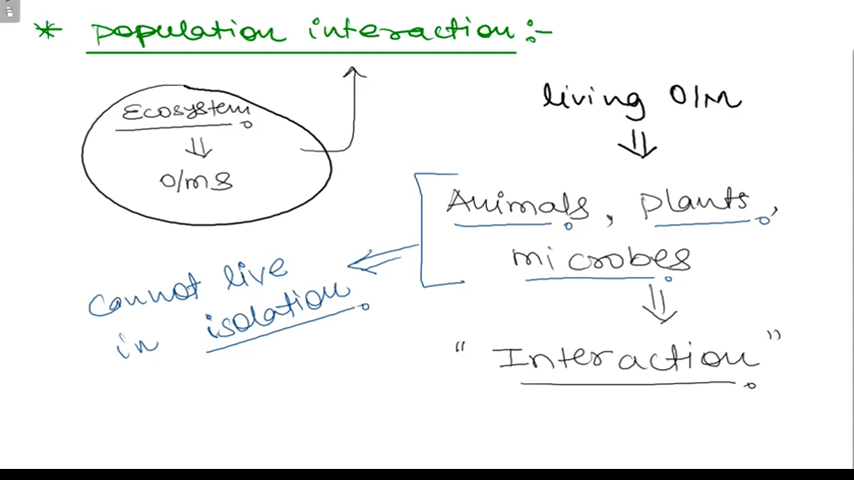 * population interaction :-
Ecosystem
⇓
O/MS
living O/M
⇓
Animals, plants,
microbes
cannot live
in isolation
⇓
" Interaction "